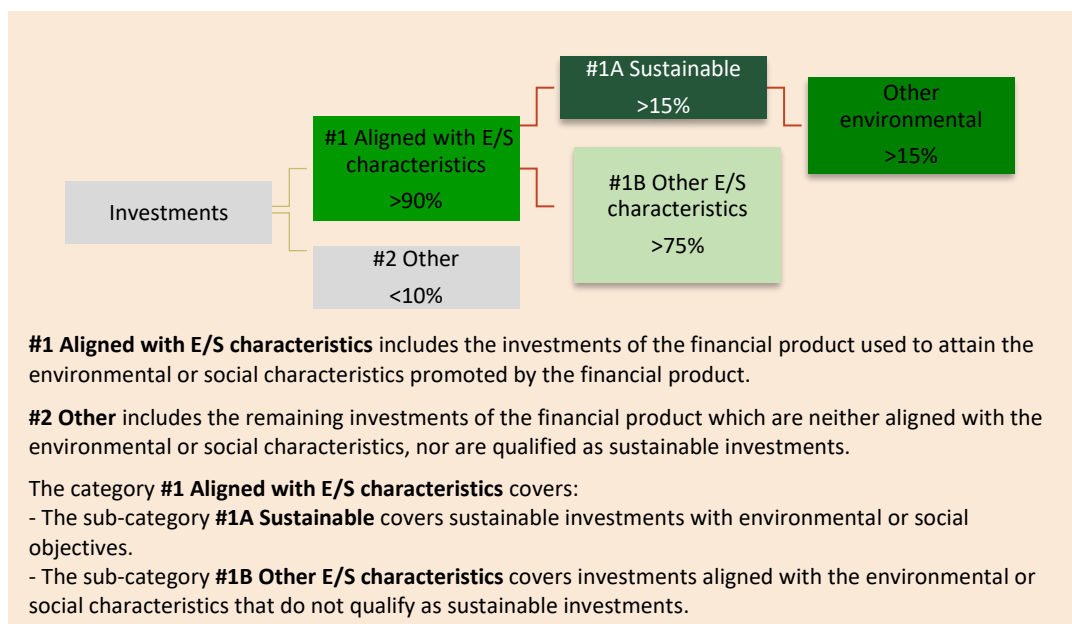 #1A Sustainable
>15%
Other
environmental
>15%
#1 Aligned with E/S
characteristics
>90%
#1B Other E/S
characteristics
>75%
Investments
#2 Other
<10%
#1 Aligned with E/S characteristics includes the investments of the financial product used to attain the
environmental or social characteristics promoted by the financial product.
#2 Other includes the remaining investments of the financial product which are neither aligned with the
environmental or social characteristics, nor are qualified as sustainable investments.
The category #1 Aligned with E/S characteristics covers:
- The sub-category #1A Sustainable covers sustainable investments with environmental or social
objectives.
- The sub-category #1B Other E/S characteristics covers investments aligned with the environmental or
social characteristics that do not qualify as sustainable investments.